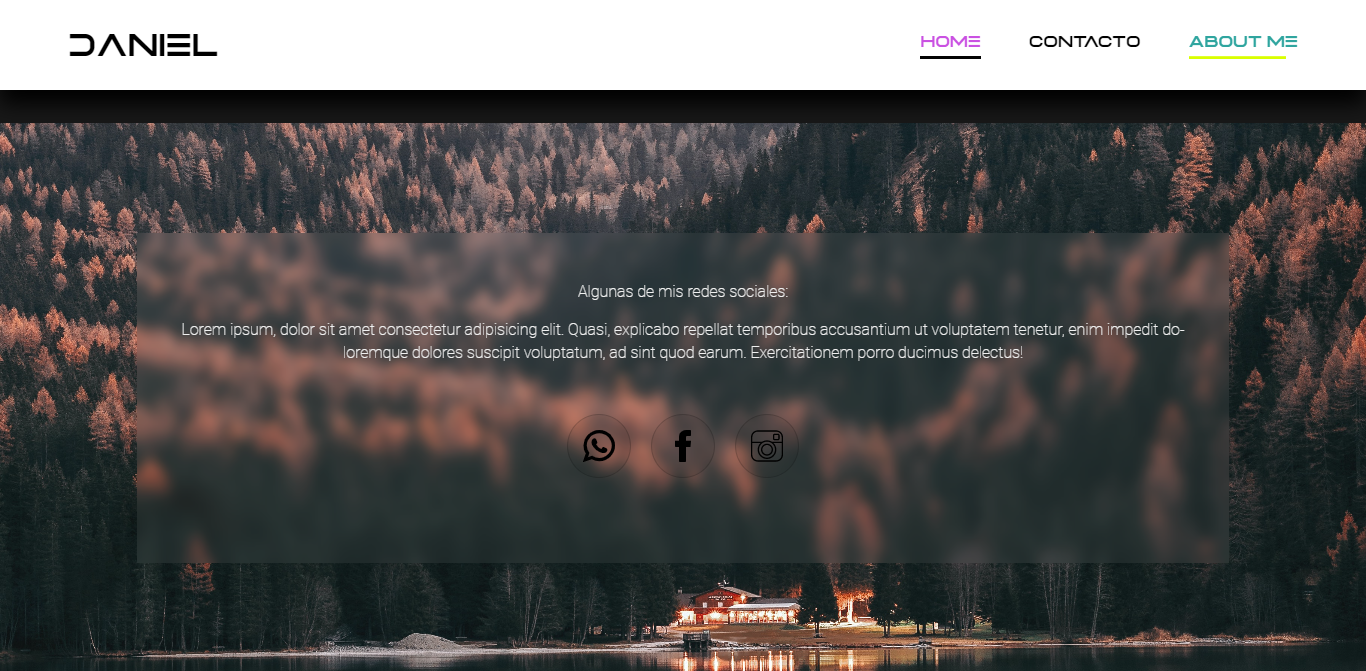 DANIEL
HOME CONTACTO ABOUT ME
Algunas de mis redes sociales:
Lorem ipsum, dolor sit amet consectetur adipisicing elit. Quasi, explicabo repellat temporibus accusantium ut voluptatem tenetur, enim impedit do-
loremque dolores suscipit voluptatum, ad sint quod earum. Exercitationem porro ducimus delectus!